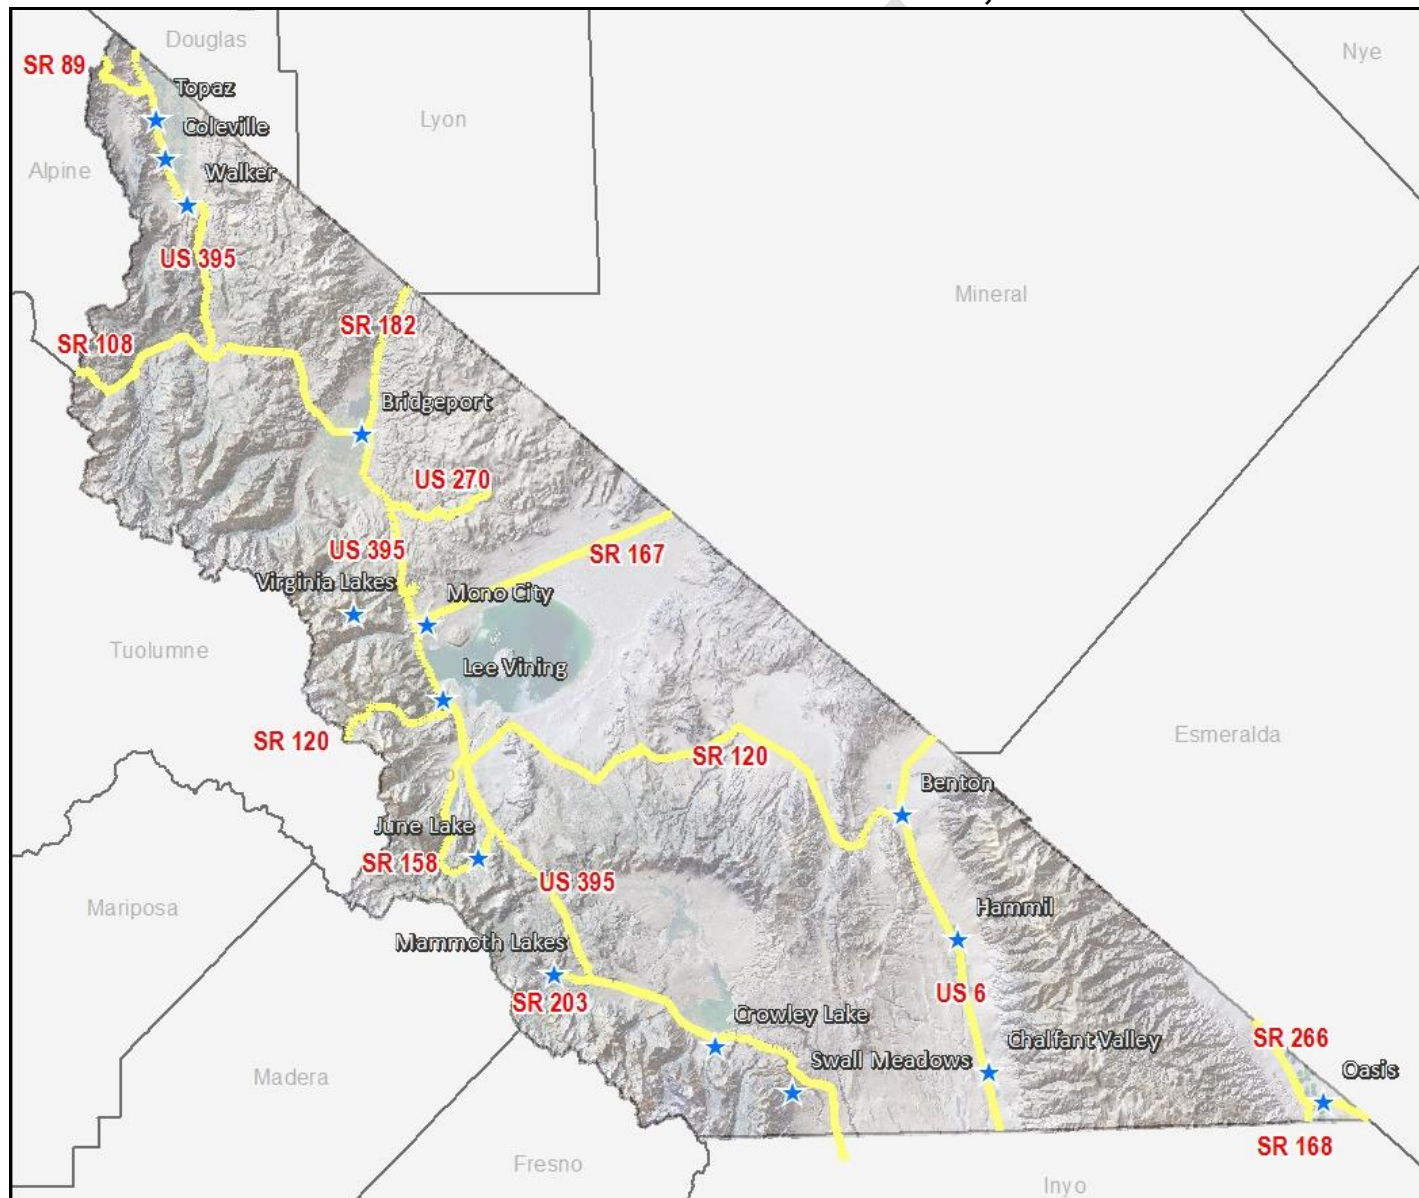 Douglas
Nye
SR 89
Topaz
Lyon
Coleville
Alpine
Walker
US 395
Mineral
SR 182
SR 108
Bridgeport
US 270
US 395
SR 167
Virginia Lakes
Mono City
Tuolumne
Lee Vining
SR 120
Esmeralda
SR 120
Benton
June Lake
SR 158
US 395
Mariposa
Hammil
Mammoth Lakes
US 6
SR 203
Crowley Lake
SR 266
Chalfant Valley
Swall Meadows
Oasis
Madera
SR 168
Fresno
Inyo